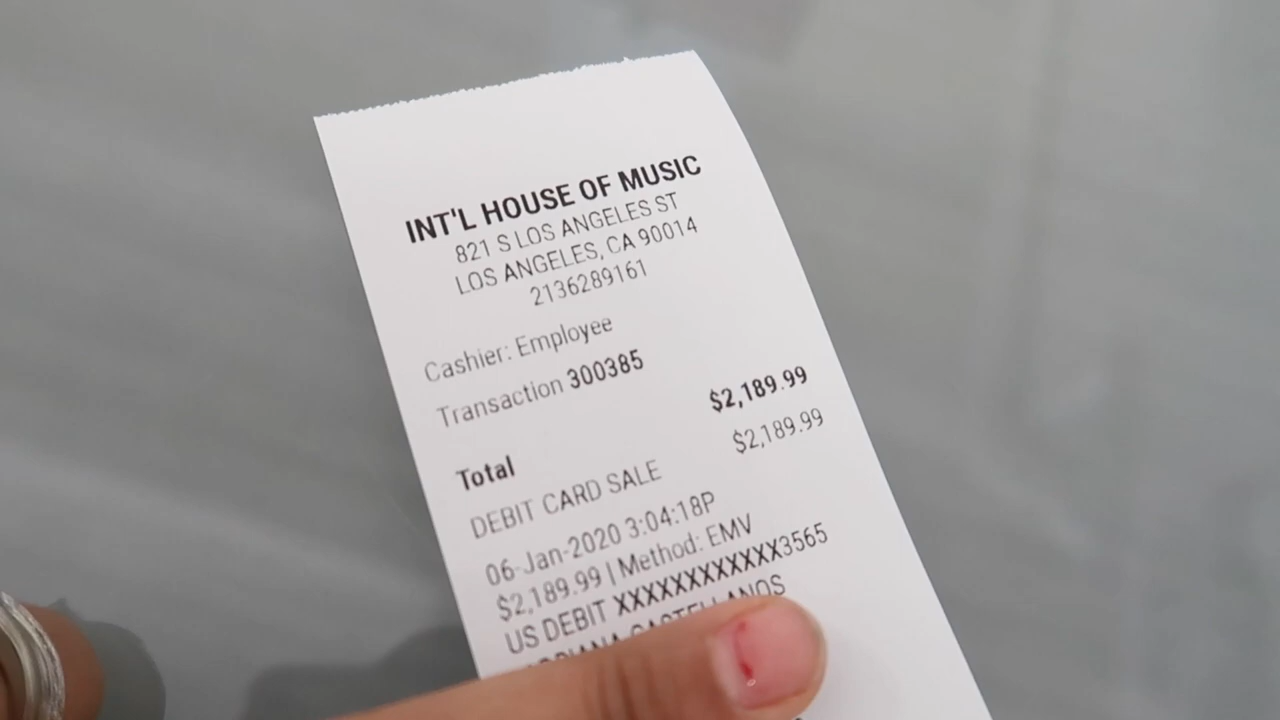 INT'L HOUSE OF MUSIC
821 S LOS ANGELES ST
LOS ANGELES, CA 90014
2136289161
Cashier: Employee
Transaction 300385
Total $2,189.99
DEBIT CARD SALE $2,189.99
06-Jan-2020 3:04:18P
$2,189.99 | Method: EMV
US DEBIT XXXXXXXXXXXX3565
CASTELLANOS